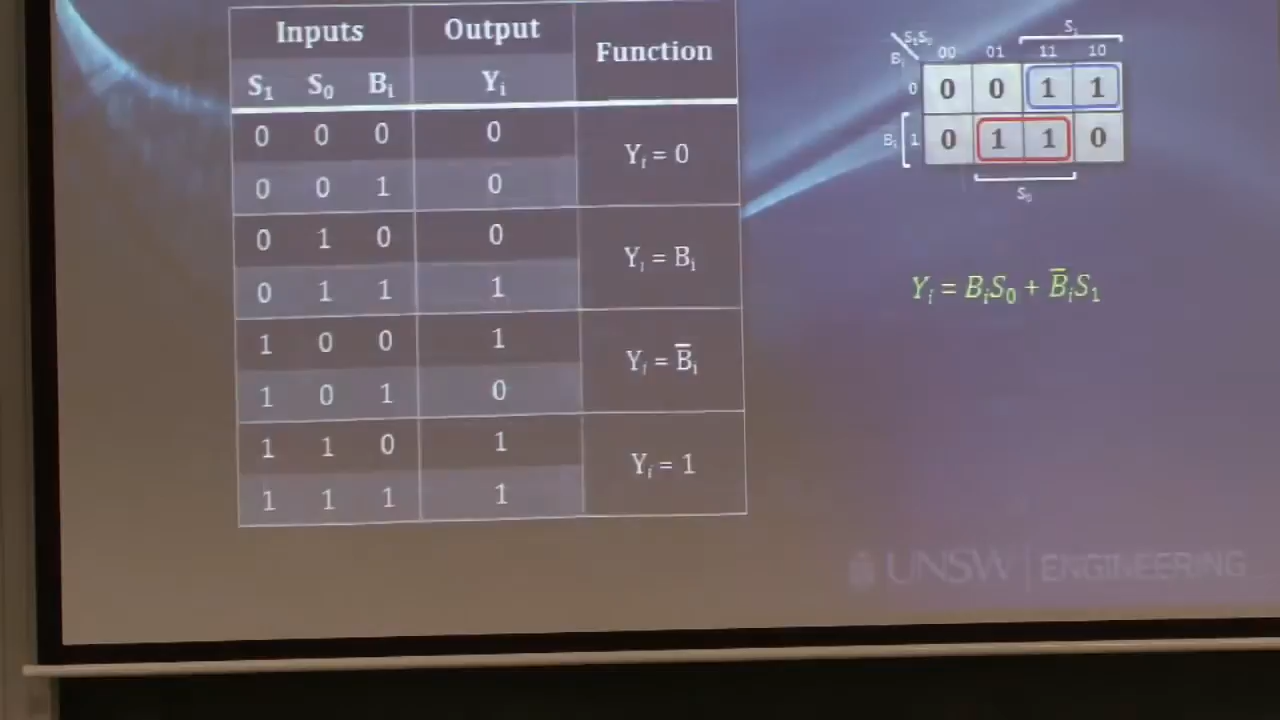 Inputs Output Function
S₁ S₀ Bᵢ Yᵢ
0 0 0 0 Yᵢ = 0
0 0 1 0
0 1 0 0 Yᵢ = Bᵢ
0 1 1 1
1 0 0 1 Yᵢ = B̅ᵢ
1 0 1 0
1 1 0 1 Yᵢ = 1
1 1 1 1
S₁
S₁S₀ 00 01 11 10
Bᵢ
0 0 0 1 1
Bᵢ 1 0 1 1 0
S₀
Yᵢ = BᵢS₀ + B̅ᵢS₁
UNSW ENGINEERING